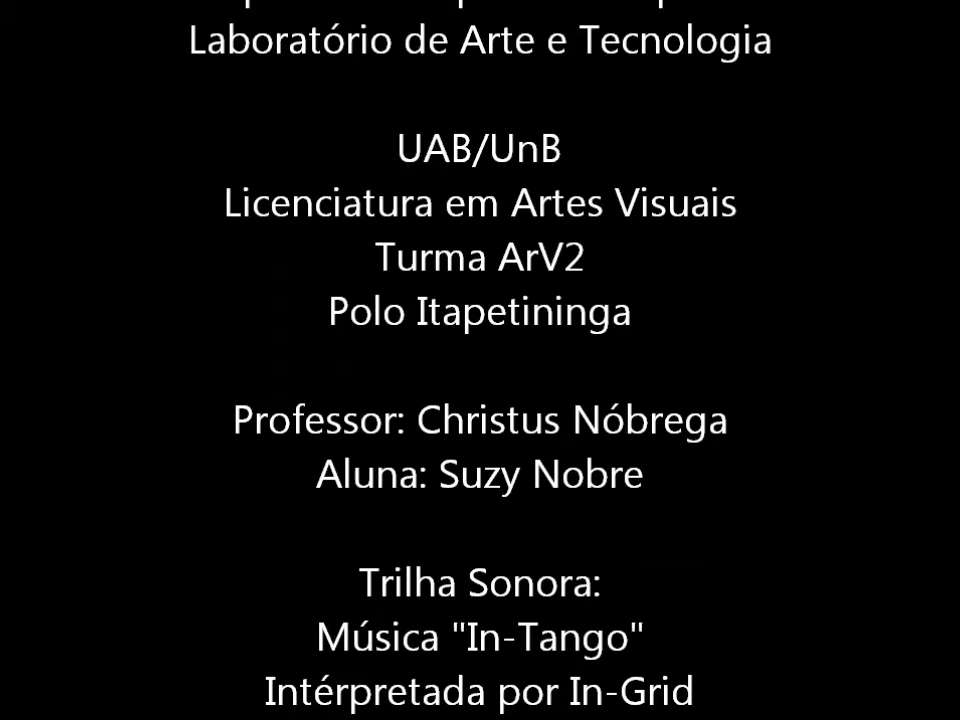 Laboratório de Arte e Tecnologia
UAB/UnB
Licenciatura em Artes Visuais
Turma ArV2
Polo Itapetininga
Professor: Christus Nóbrega
Aluna: Suzy Nobre
Trilha Sonora:
Música "In-Tango"
Intérpretada por In-Grid